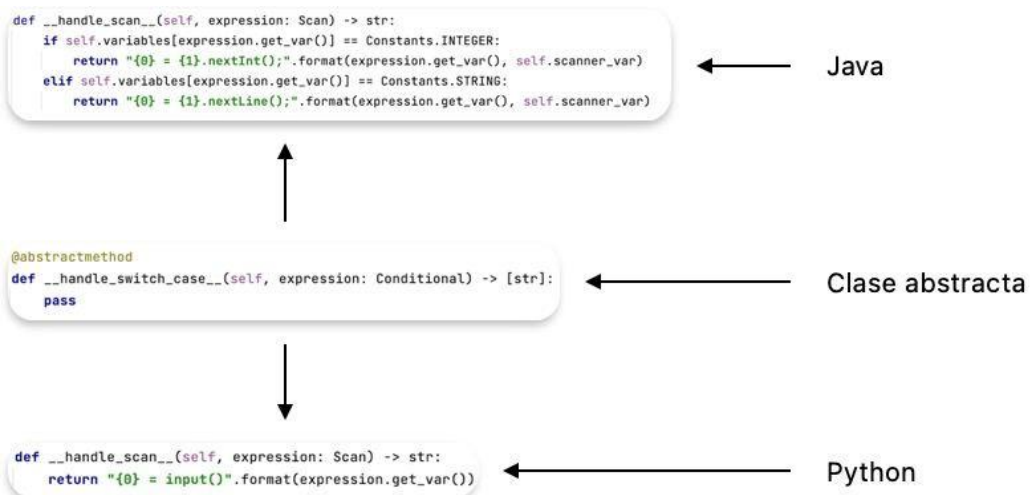 def __handle_scan__(self, expression: Scan) -> str:
if self.variables[expression.get_var()] == Constants.INTEGER:
return "{0} = {1}.nextInt();".format(expression.get_var(), self.scanner_var)
elif self.variables[expression.get_var()] == Constants.STRING:
return "{0} = {1}.nextLine();".format(expression.get_var(), self.scanner_var)
Java
@abstractmethod
def __handle_switch_case__(self, expression: Conditional) -> [str]:
pass
Clase abstracta
def __handle_scan__(self, expression: Scan) -> str:
return "{0} = input()".format(expression.get_var())
Python